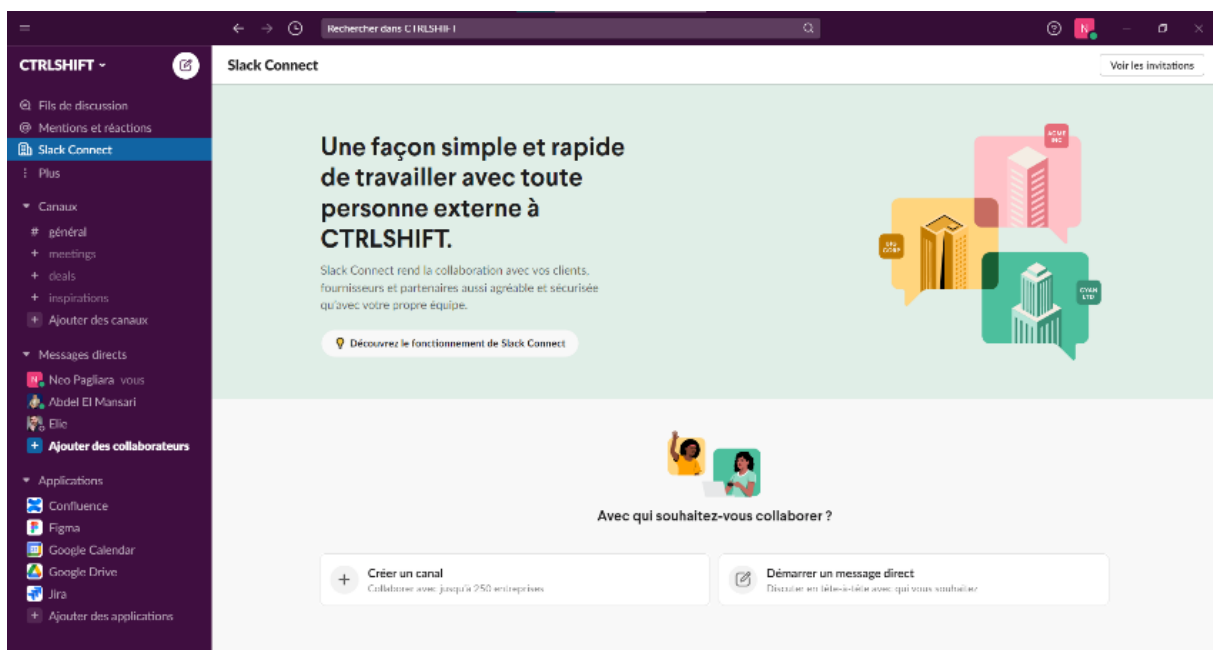 Rechercher dans CTRLSHIFT
N
CTRLSHIFT
Slack Connect
Voir les invitations
Fils de discussion
Mentions et réactions
Slack Connect
Plus
Canaux
# général
+ meetings
+ deals
+ inspirations
+ Ajouter des canaux
Messages directs
N Neo Pagliara vous
Abdel El Mansari
Elie
+ Ajouter des collaborateurs
Applications
Confluence
Figma
Google Calendar
Google Drive
Jira
+ Ajouter des applications
Une façon simple et rapide
de travailler avec toute
personne externe à
CTRLSHIFT.
Slack Connect rend la collaboration avec vos clients,
fournisseurs et partenaires aussi agréable et sécurisée
qu'avec votre propre équipe.
Découvrez le fonctionnement de Slack Connect
ACME
INC
CORP
CYAN
LTD
Avec qui souhaitez-vous collaborer ?
Créer un canal
Collaborer avec jusqu'à 250 entreprises
Démarrer un message direct
Discuter en tête-à-tête avec qui vous souhaitez